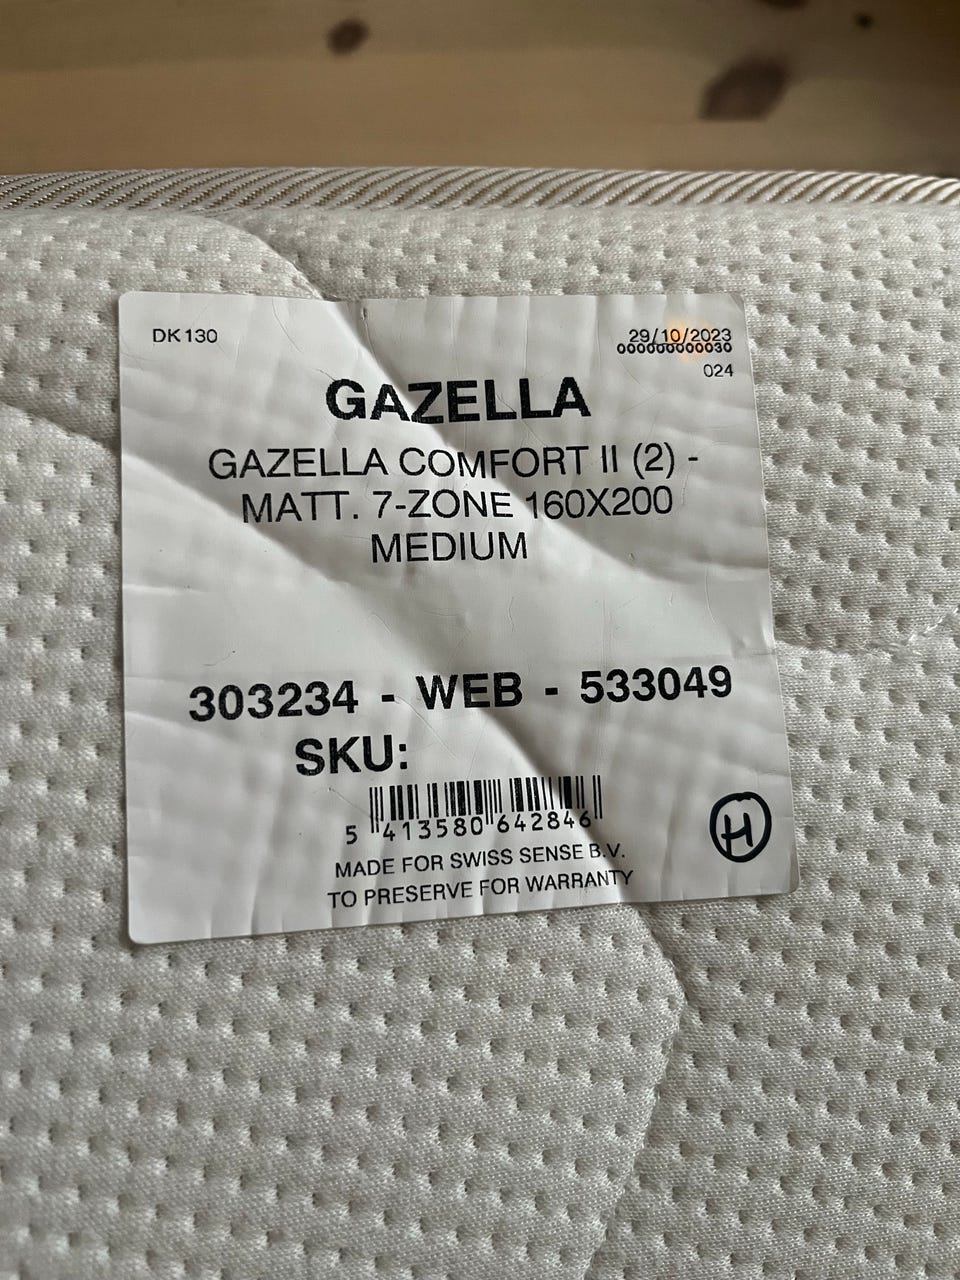 DK130
29/10/2023
000000000030
024
GAZELLA
GAZELLA COMFORT II (2) -
MATT. 7-ZONE 160X200
MEDIUM
303234 - WEB - 533049
SKU:
5 413580 642846
H
MADE FOR SWISS SENSE B.V.
TO PRESERVE FOR WARRANTY